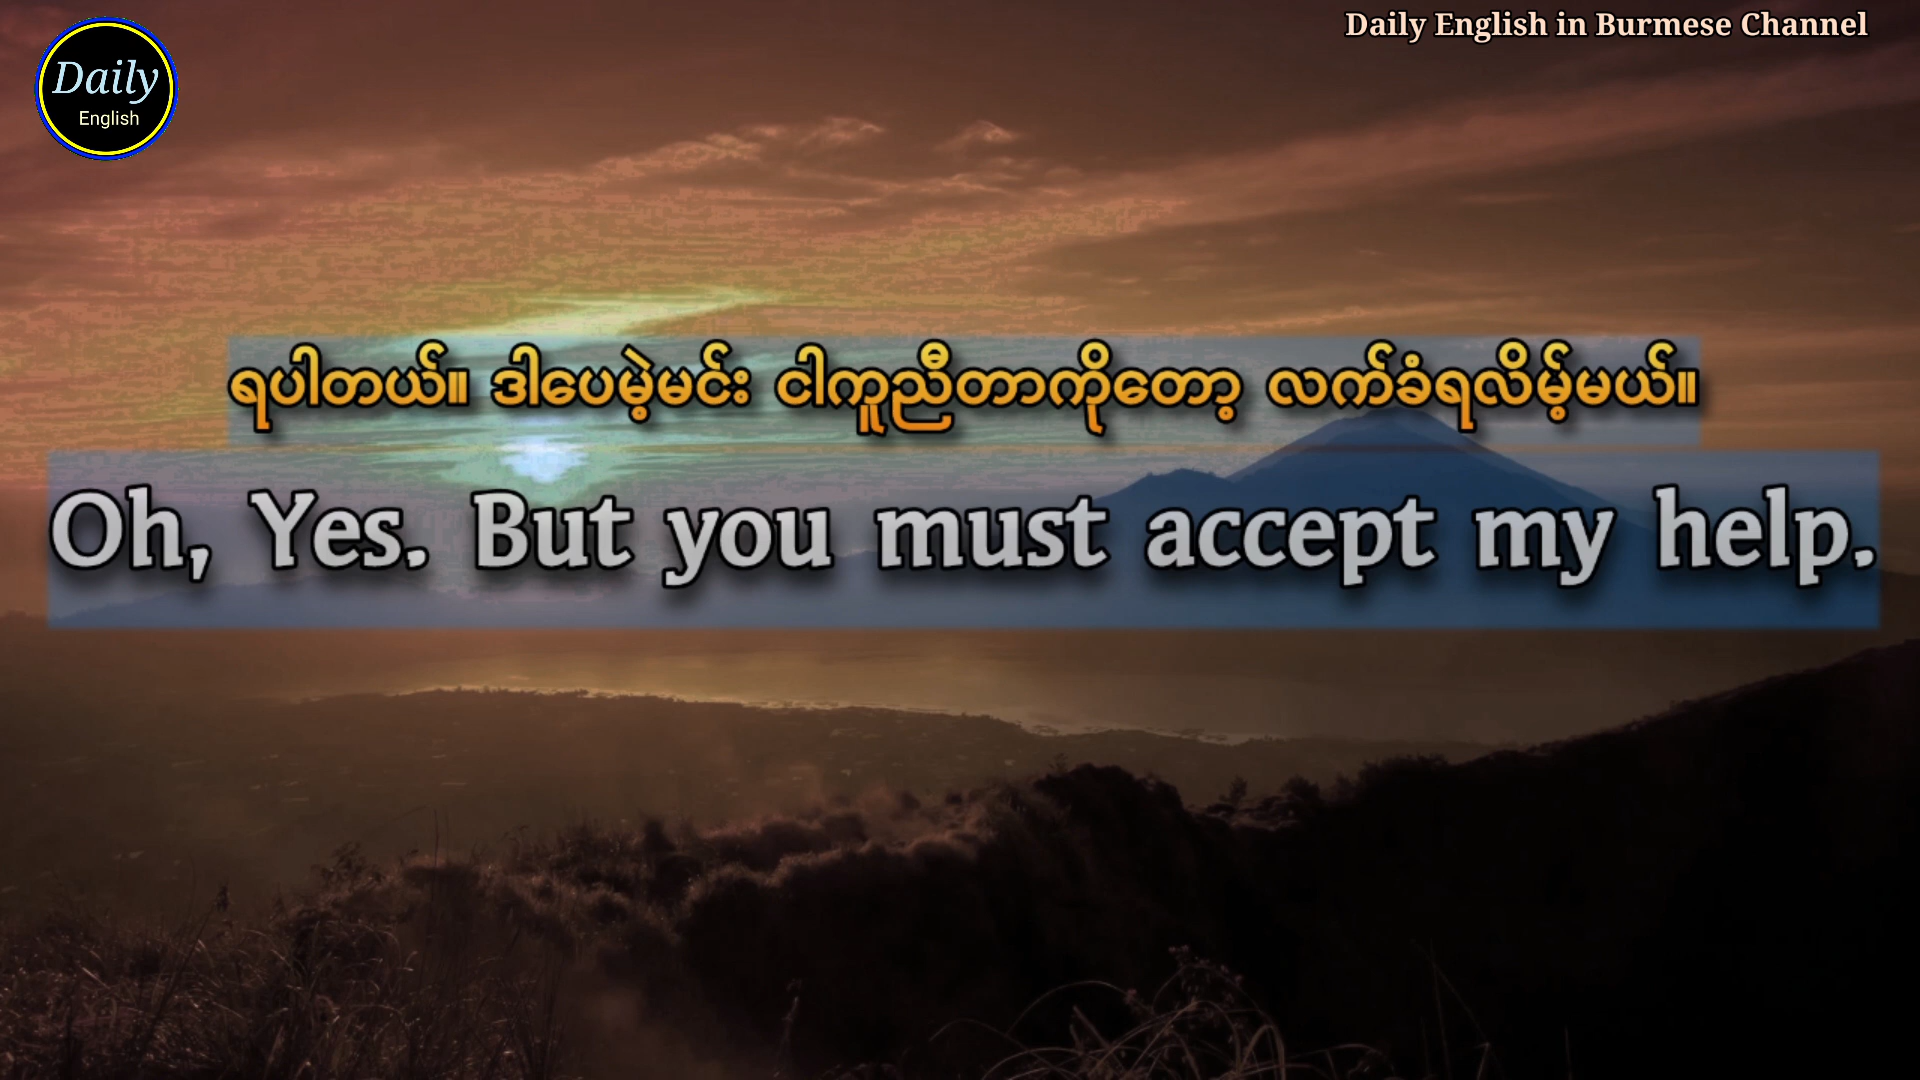 Daily English in Burmese Channel
Daily
English
ရပါတယ်။ ဒါပေမဲ့မင်း ငါကူညီတာကိုတော့ လက်ခံရလိမ့်မယ်။
Oh, Yes. But you must accept my help.